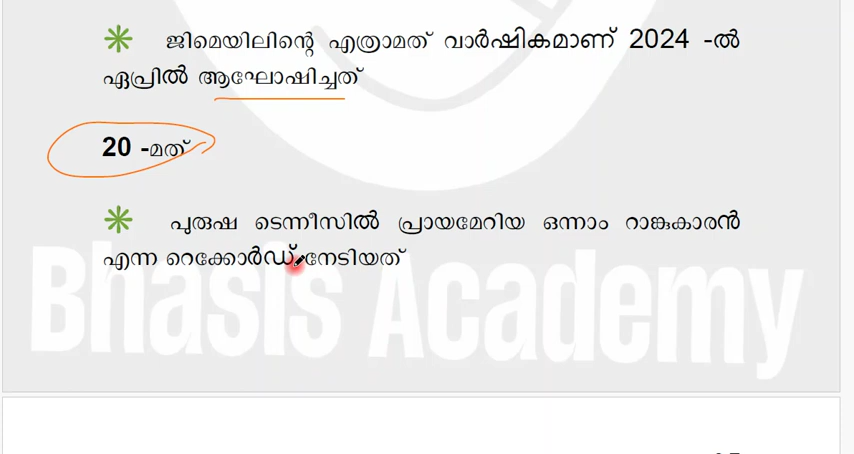 ✳ ജിമെയിലിന്റെ എത്രാമത് വാർഷികമാണ് 2024 -ൽ
ഏപ്രിൽ ആഘോഷിച്ചത്
20 -മത്
✳ പുരുഷ ടെന്നീസിൽ പ്രായമേറിയ ഒന്നാം റാങ്കുകാരൻ
എന്ന റെക്കോർഡ് നേടിയത്
Bhasis Academy